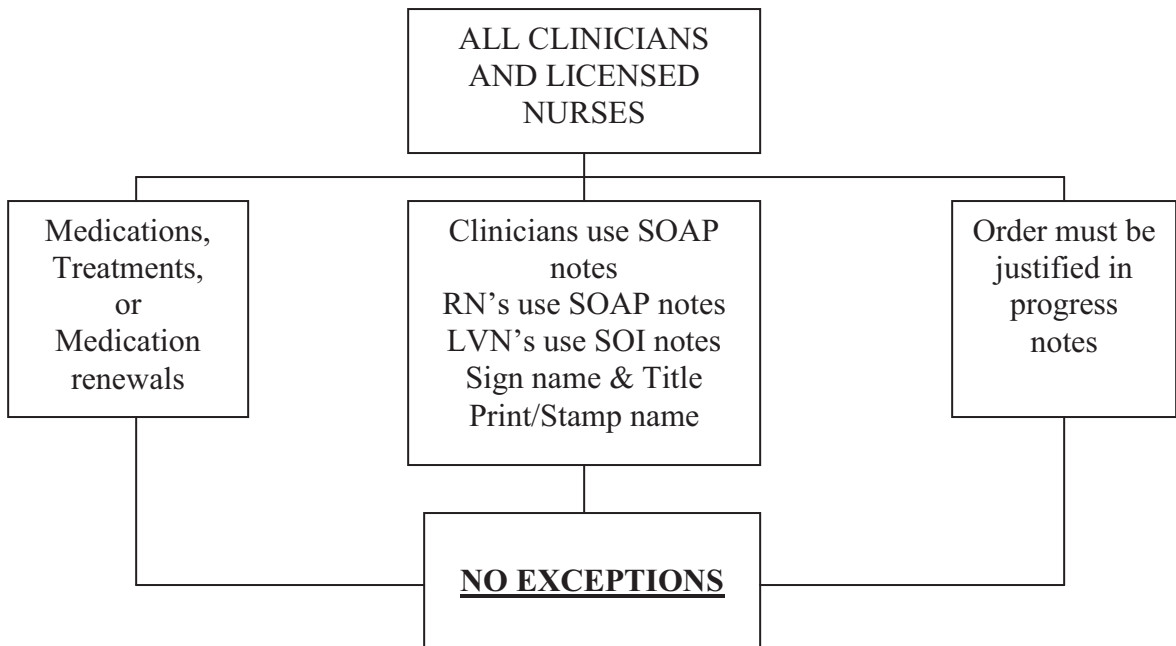 ALL CLINICIANS
AND LICENSED
NURSES
Medications,
Treatments,
or
Medication
renewals
Clinicians use SOAP
notes
RN’s use SOAP notes
LVN’s use SOI notes
Sign name & Title
Print/Stamp name
Order must be
justified in
progress
notes
NO EXCEPTIONS